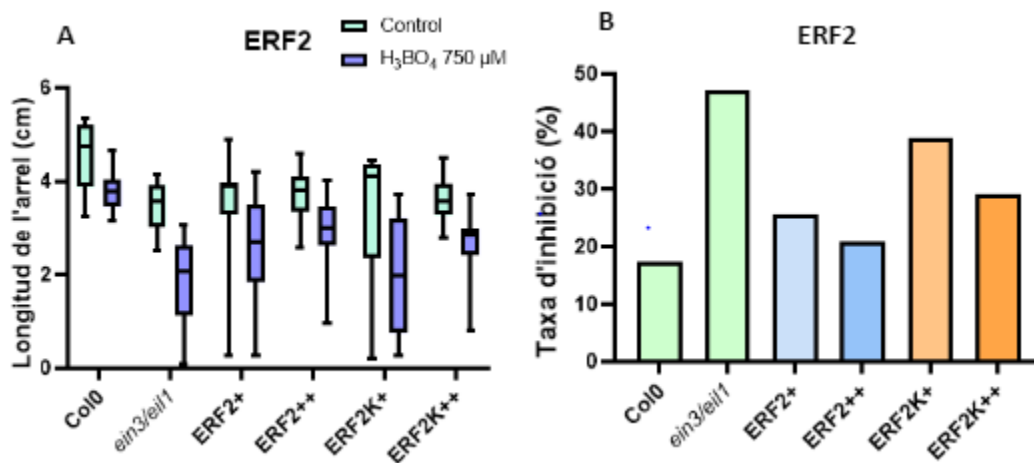 A
ERF2
Control
H₃BO₄ 750 µM
Longitud de l'arrel (cm)
6
4
2
0
Col0
ein3/eil1
ERF2+
ERF2++
ERF2K+
ERF2K++
B
ERF2
Taxa d'inhibició (%)
50
40
30
20
10
0
Col0
ein3/eil1
ERF2+
ERF2++
ERF2K+
ERF2K++